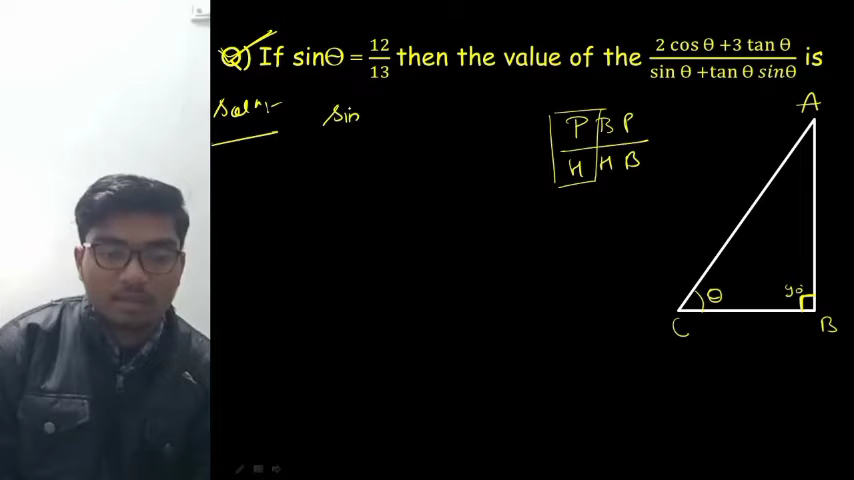 Q) If sinθ = 12/13 then the value of the (2 cos θ +3 tan θ)/(sin θ +tan θ sinθ) is
Solⁿ:-
sin
P B P
H H B
A
θ
90°
C
B